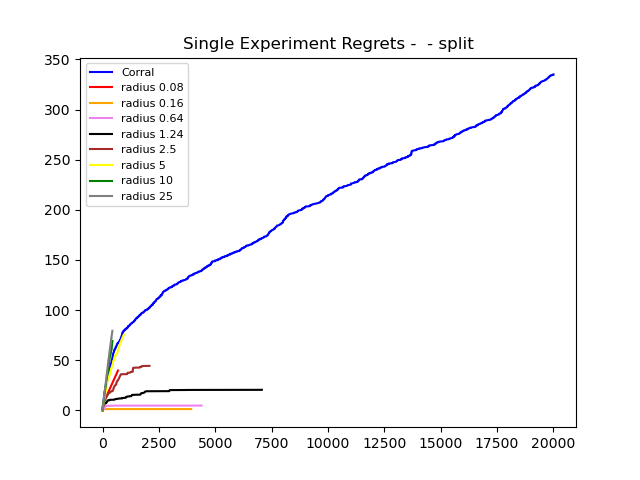 Single Experiment Regrets -  - split
350
300
250
200
150
100
50
0
Corral
radius 0.08
radius 0.16
radius 0.64
radius 1.24
radius 2.5
radius 5
radius 10
radius 25
0 2500 5000 7500 10000 12500 15000 17500 20000